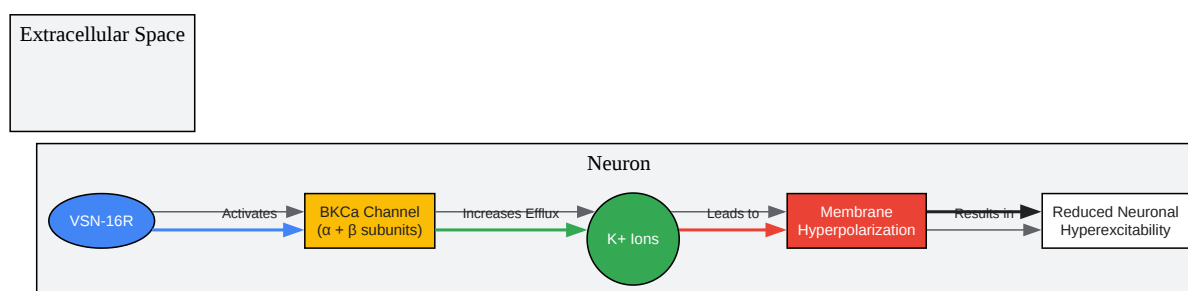 Extracellular Space
Neuron
VSN-16R
Activates
BKCa Channel
(α + β subunits)
Increases Efflux
K+ Ions
Leads to
Membrane
Hyperpolarization
Results in
Reduced Neuronal
Hyperexcitability